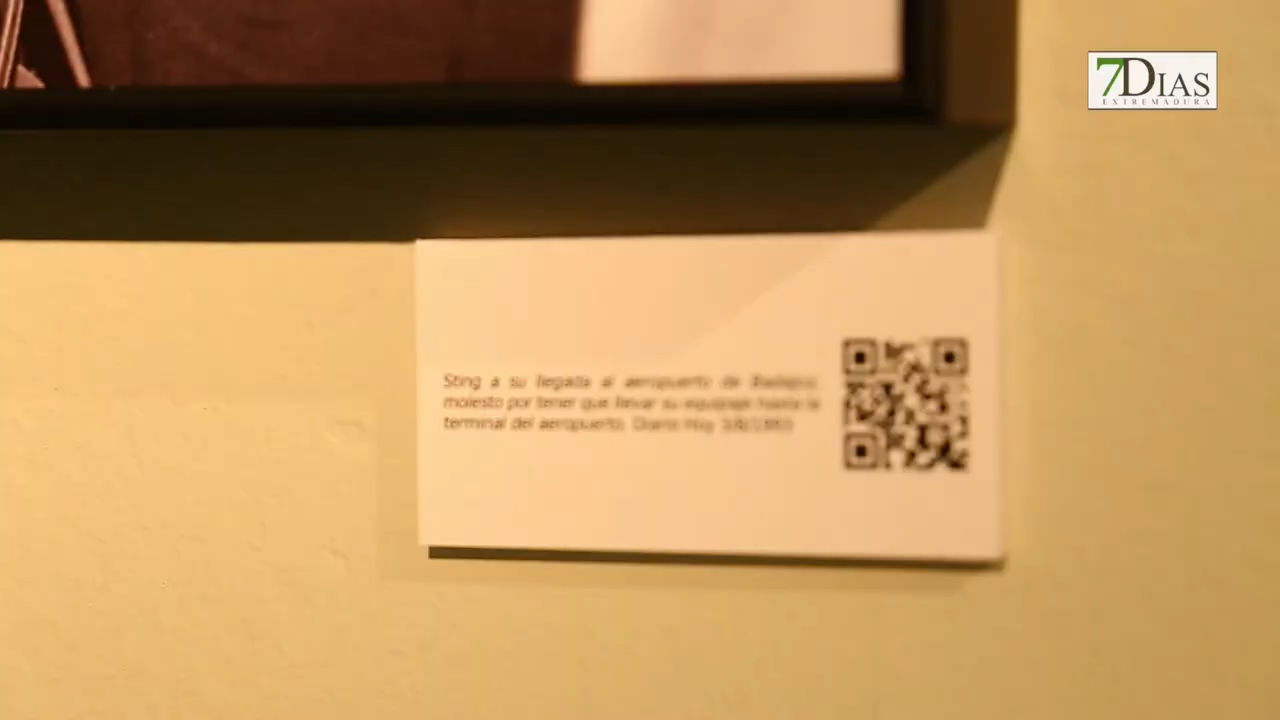 7DIAS
EXTREMADURA
Sting a su llegada al aeropuerto de Badajoz,
molesto por tener que llevar su equipaje hasta la
terminal del aeropuerto. Diario Hoy